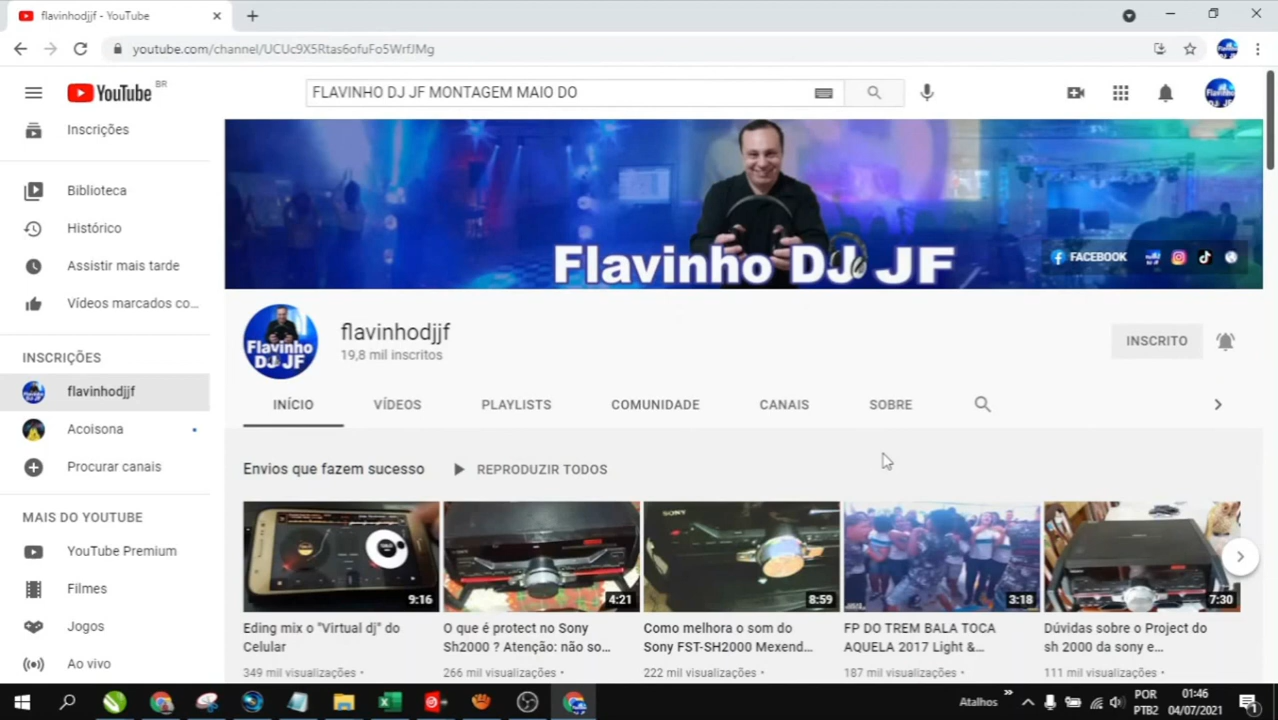 flavinhodjjf - YouTube
youtube.com/channel/UCUc9X5Rtas6ofuFo5WrfJMg
YouTube BR
FLAVINHO DJ JF MONTAGEM MAIO DO
Inscrições
Biblioteca
Histórico
Assistir mais tarde
Vídeos marcados co...
INSCRIÇÕES
flavinhodjjf
Acoisona
Procurar canais
MAIS DO YOUTUBE
YouTube Premium
Filmes
Jogos
Ao vivo
Flavinho DJ JF
FACEBOOK
Flavinho
DJ JF
flavinhodjjf
19,8 mil inscritos
INSCRITO
INÍCIO VÍDEOS PLAYLISTS COMUNIDADE CANAIS SOBRE
Envios que fazem sucesso REPRODUZIR TODOS
SONY
9:16 4:21 8:59 3:18 7:30
Eding mix o "Virtual dj" do
Celular
349 mil visualizações •
O que é protect no Sony
Sh2000 ? Atenção: não so...
266 mil visualizações •
Como melhora o som do
Sony FST-SH2000 Mexend...
222 mil visualizações •
FP DO TREM BALA TOCA
AQUELA 2017 Light &...
187 mil visualizações •
Dúvidas sobre o Project do
sh 2000 da sony e...
111 mil visualizações •
Atalhos
POR
PTB2
01:46
04/07/2021
1